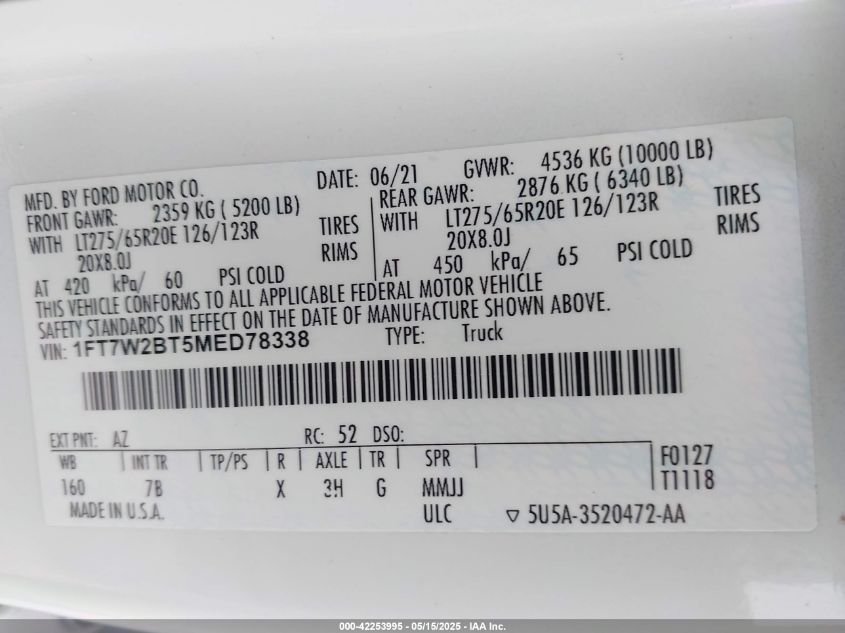 MFD. BY FORD MOTOR CO. DATE: 06/21 GVWR: 4536 KG (10000 LB)
FRONT GAWR: 2359 KG ( 5200 LB) REAR GAWR: 2876 KG ( 6340 LB)
WITH LT275/65R20E 126/123R TIRES WITH LT275/65R20E 126/123R TIRES
20X8.0J RIMS 20X8.0J RIMS
AT 420 kPa/ 60 PSI COLD AT 450 kPa/ 65 PSI COLD
THIS VEHICLE CONFORMS TO ALL APPLICABLE FEDERAL MOTOR VEHICLE
SAFETY STANDARDS IN EFFECT ON THE DATE OF MANUFACTURE SHOWN ABOVE.
VIN: 1FT7W2BT5MED78338 TYPE: Truck
EXT PNT: AZ RC: 52 DSO:
WB INT TR TP/PS R AXLE TR SPR F0127
160 7B X 3H G MMJJ T1118
MADE IN U.S.A. ULC 5U5A-3520472-AA
000-42253995 - 05/15/2025 - IAA Inc.